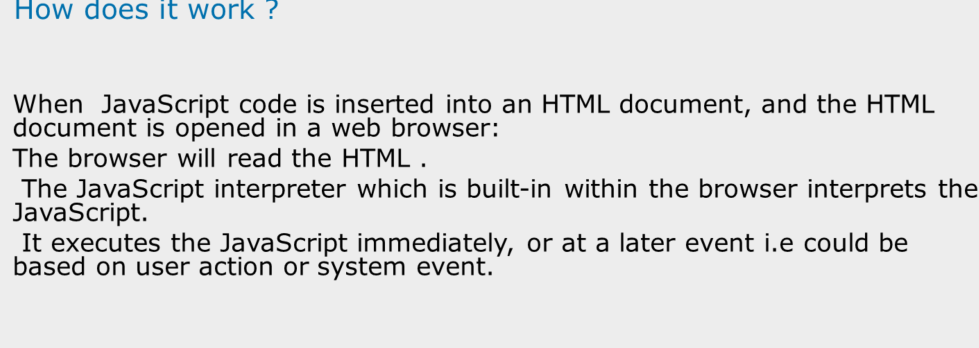 How does it work ?
When  JavaScript code is inserted into an HTML document, and the HTML
document is opened in a web browser:
The browser will read the HTML .
The JavaScript interpreter which is built-in within the browser interprets the
JavaScript.
It executes the JavaScript immediately, or at a later event i.e could be
based on user action or system event.